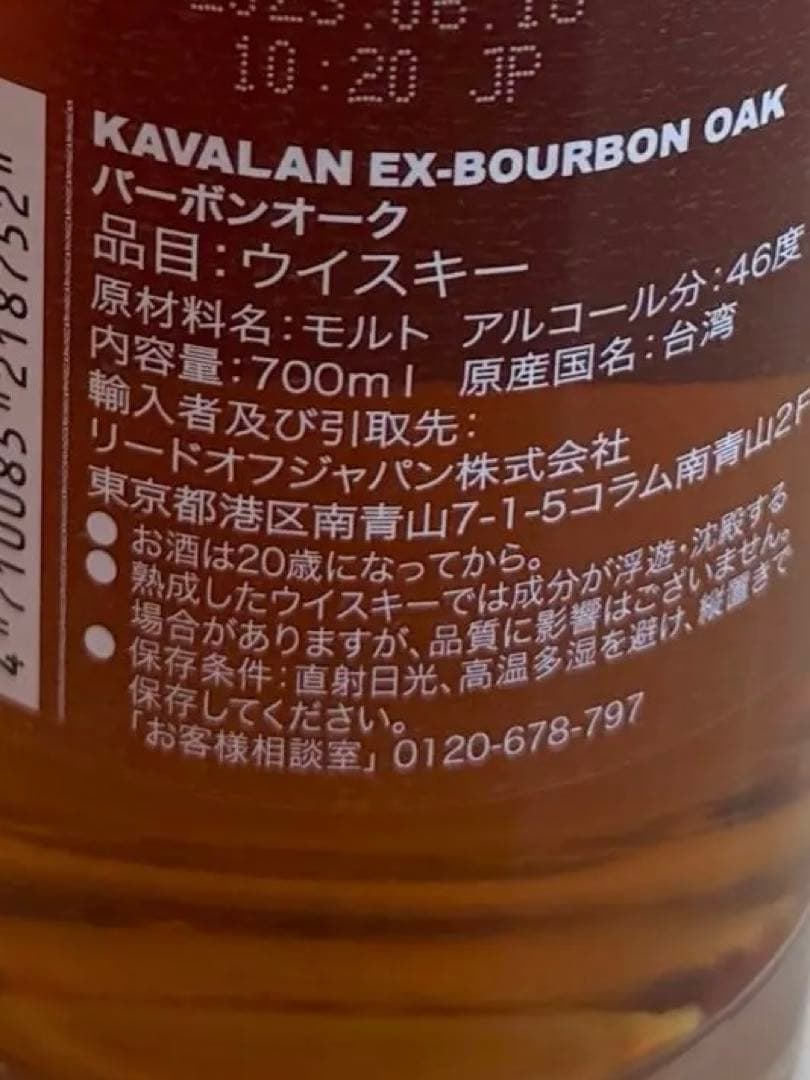 10:20 JP
KAVALAN EX-BOURBON OAK
バーボンオーク
品目：ウイスキー
原材料名：モルト アルコール分：46度
内容量：700ml 原産国名：台湾
輸入者及び引取先：
リードオフジャパン株式会社
東京都港区南青山7-1-5コラム南青山2F
●お酒は20歳になってから。
●熟成したウイスキーでは成分が浮遊・沈殿する
場合がありますが、品質に影響はございません。
●保存条件：直射日光、高温多湿を避け、縦置きで
保存してください。
「お客様相談室」0120-678-797
4"710085"218752"